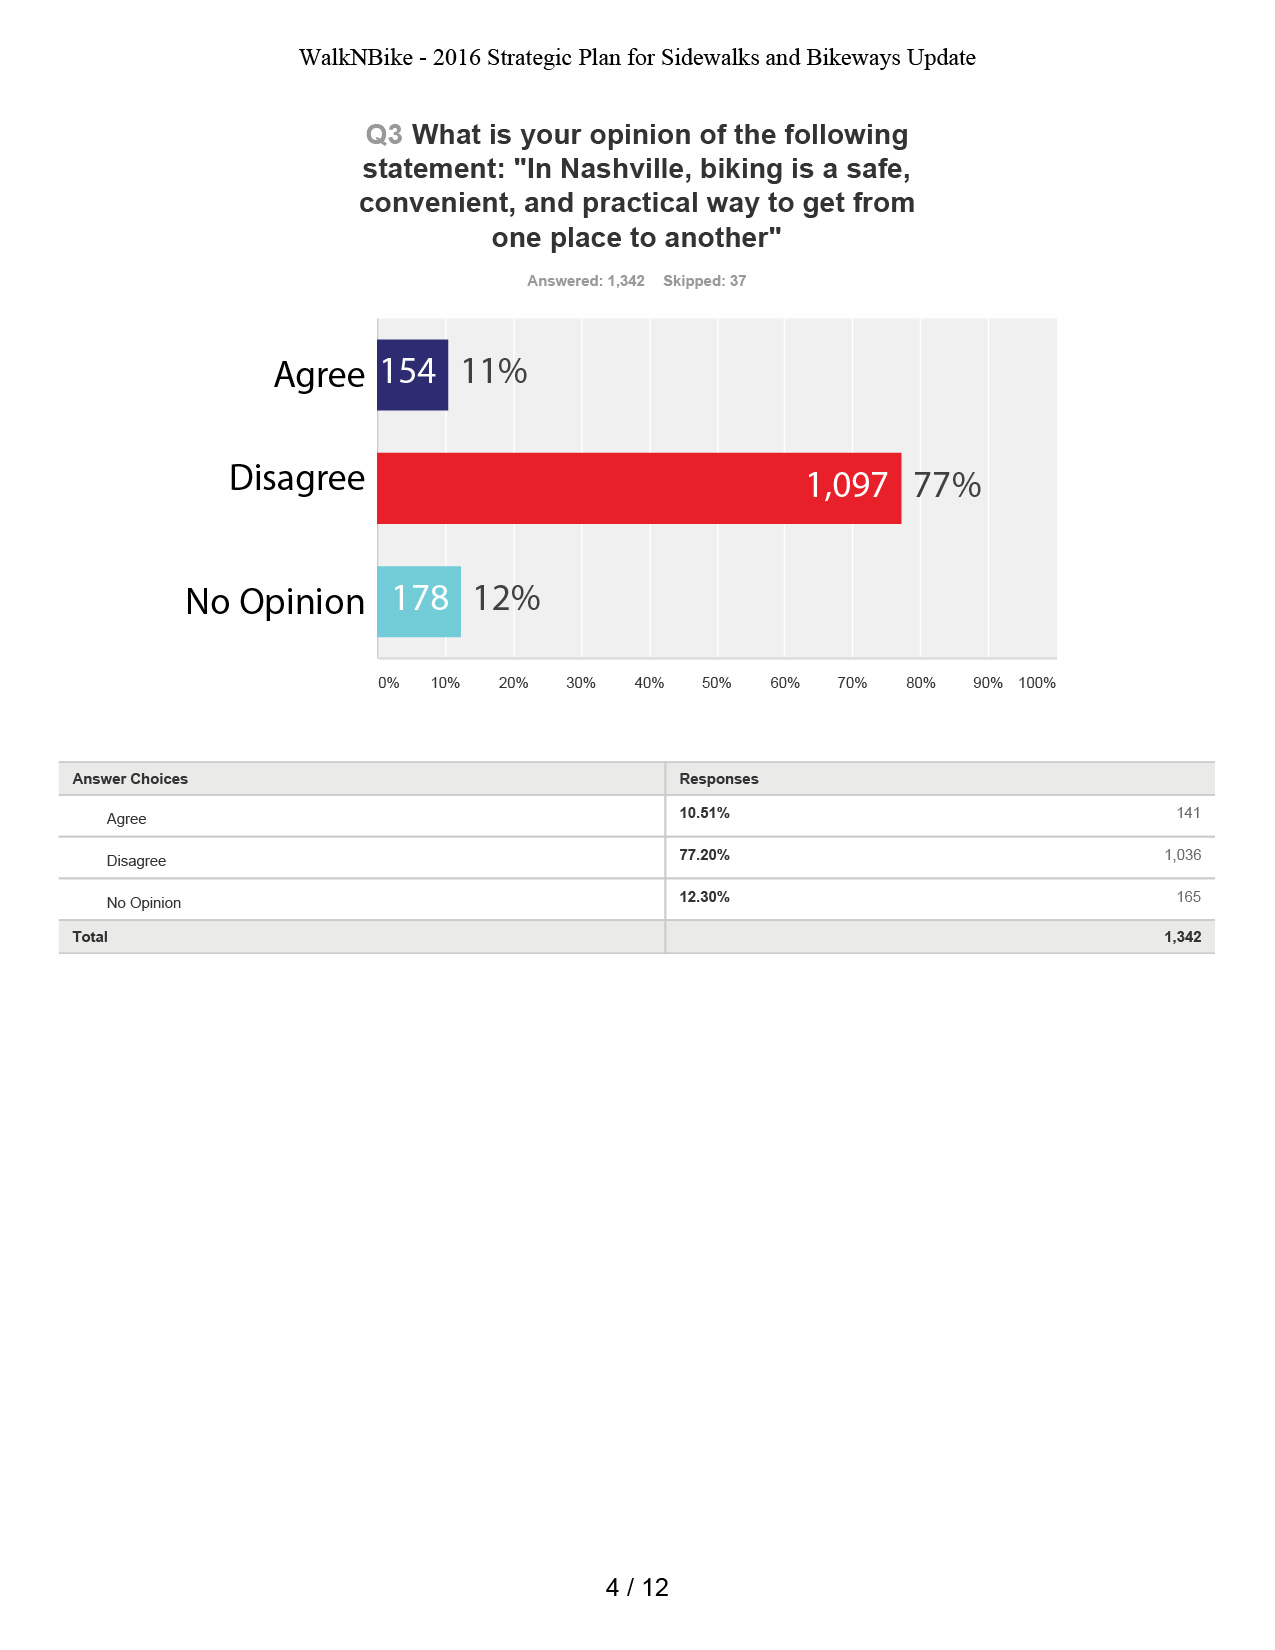 WalkNBike - 2016 Strategic Plan for Sidewalks and Bikeways Update
Q3 What is your opinion of the following
statement: "In Nashville, biking is a safe,
convenient, and practical way to get from
one place to another"
Answered: 1,342 Skipped: 37
Agree 154 11%
Disagree 1,097 77%
No Opinion 178 12%
0% 10% 20% 30% 40% 50% 60% 70% 80% 90% 100%
Answer Choices Responses
Agree 10.51% 141
Disagree 77.20% 1,036
No Opinion 12.30% 165
Total 1,342
4 / 12